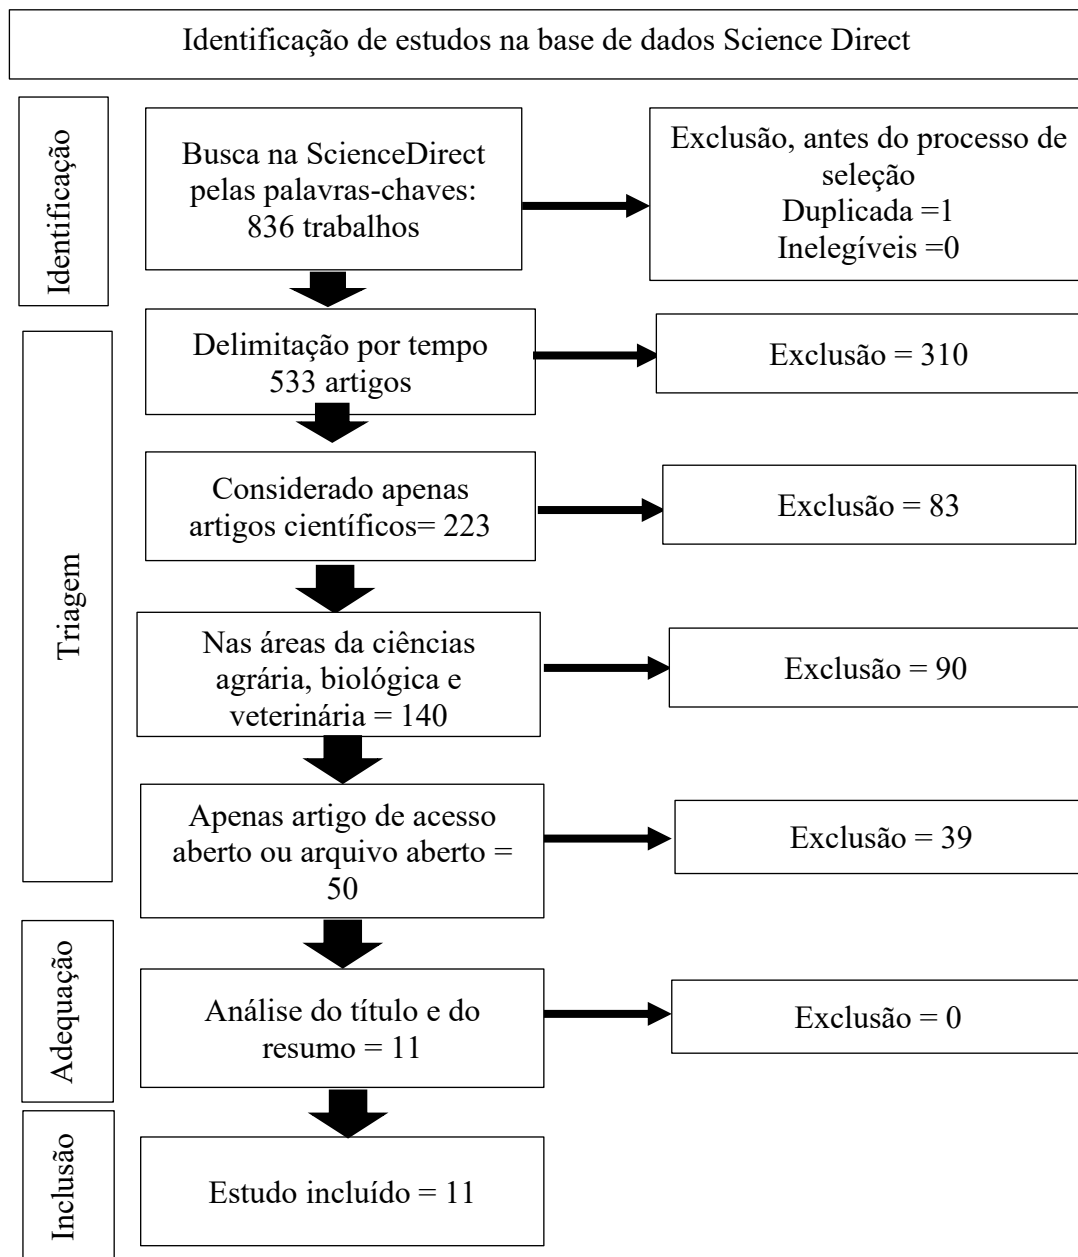 Identificação de estudos na base de dados Science Direct
Identificação
Busca na ScienceDirect
pelas palavras-chaves:
836 trabalhos
Exclusão, antes do processo de
seleção
Duplicada =1
Inelegíveis =0
Triagem
Delimitação por tempo
533 artigos
Exclusão = 310
Considerado apenas
artigos científicos= 223
Exclusão = 83
Nas áreas da ciências
agrária, biológica e
veterinária = 140
Exclusão = 90
Apenas artigo de acesso
aberto ou arquivo aberto =
50
Exclusão = 39
Adequação
Análise do título e do
resumo = 11
Exclusão = 0
Inclusão
Estudo incluído = 11